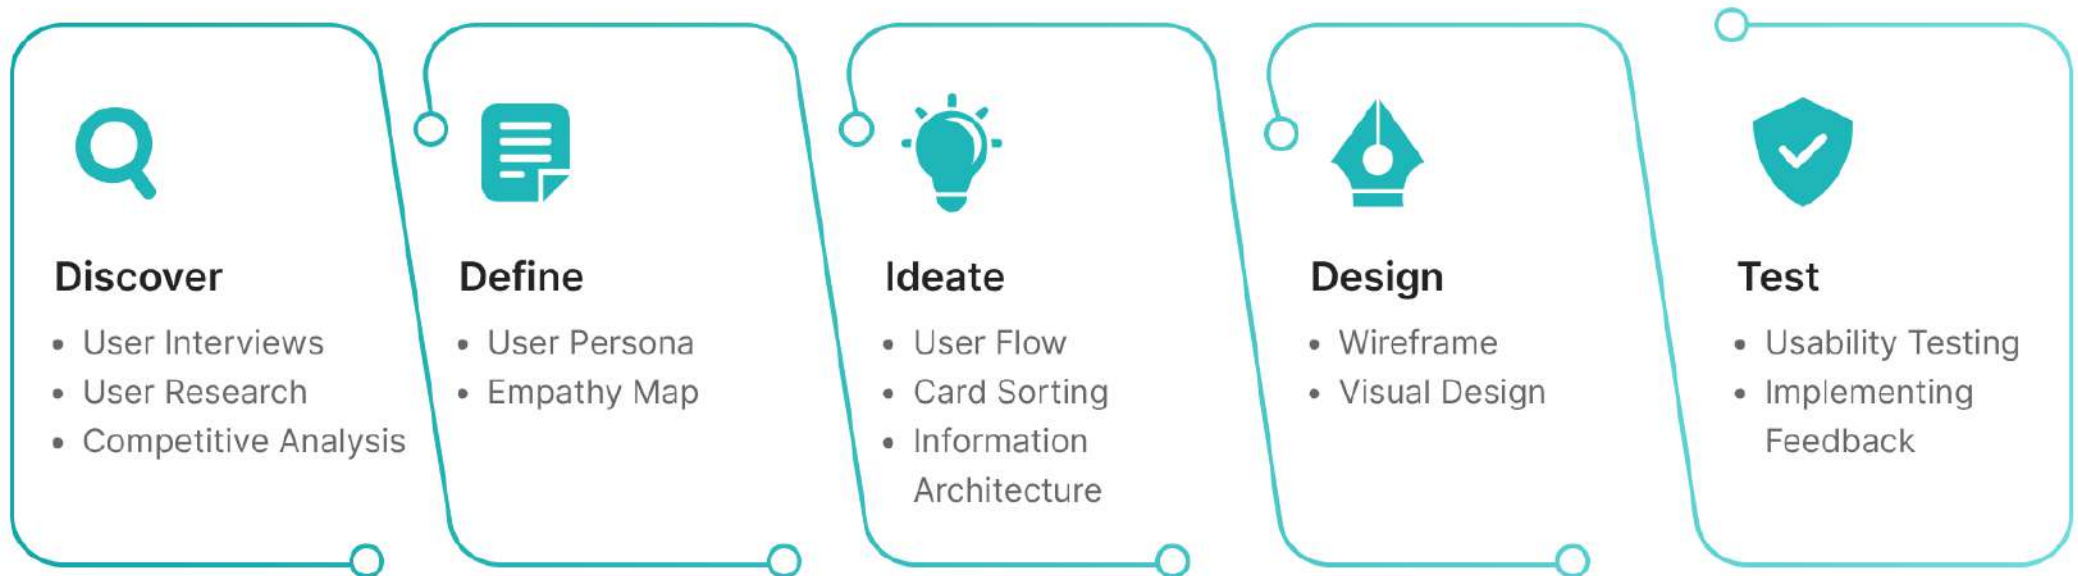 Discover
• User Interviews
• User Research
• Competitive Analysis
Define
• User Persona
• Empathy Map
Ideate
• User Flow
• Card Sorting
• Information
Architecture
Design
• Wireframe
• Visual Design
Test
• Usability Testing
• Implementing
Feedback